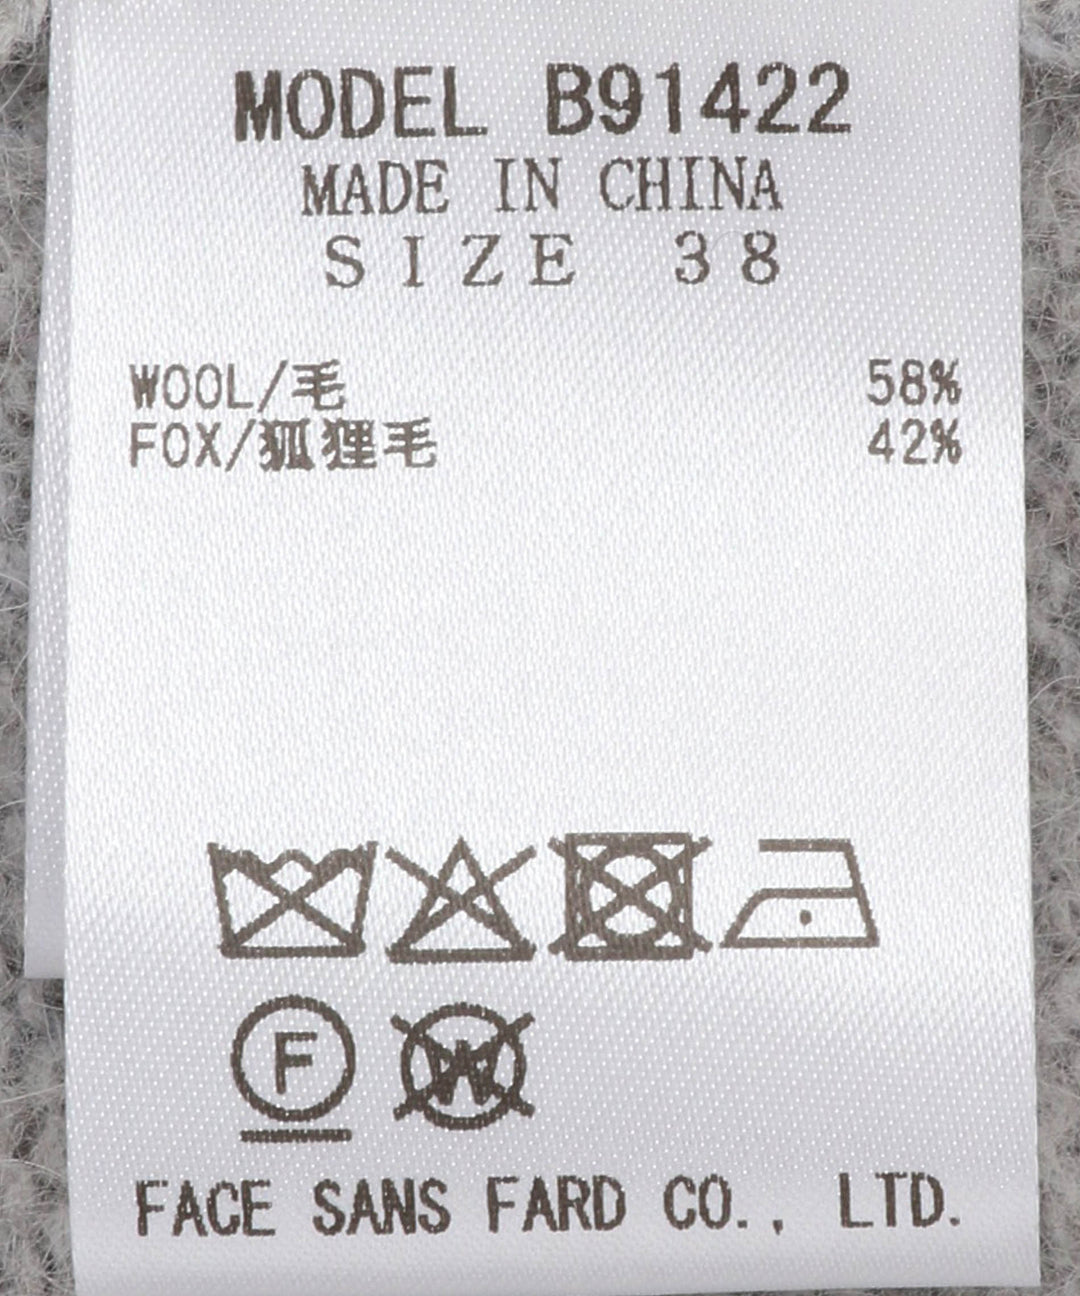 MODEL B91422
MADE IN CHINA
SIZE 38
WOOL/毛 58%
FOX/狐狸毛 42%
F W
FACE SANS FARD CO., LTD.